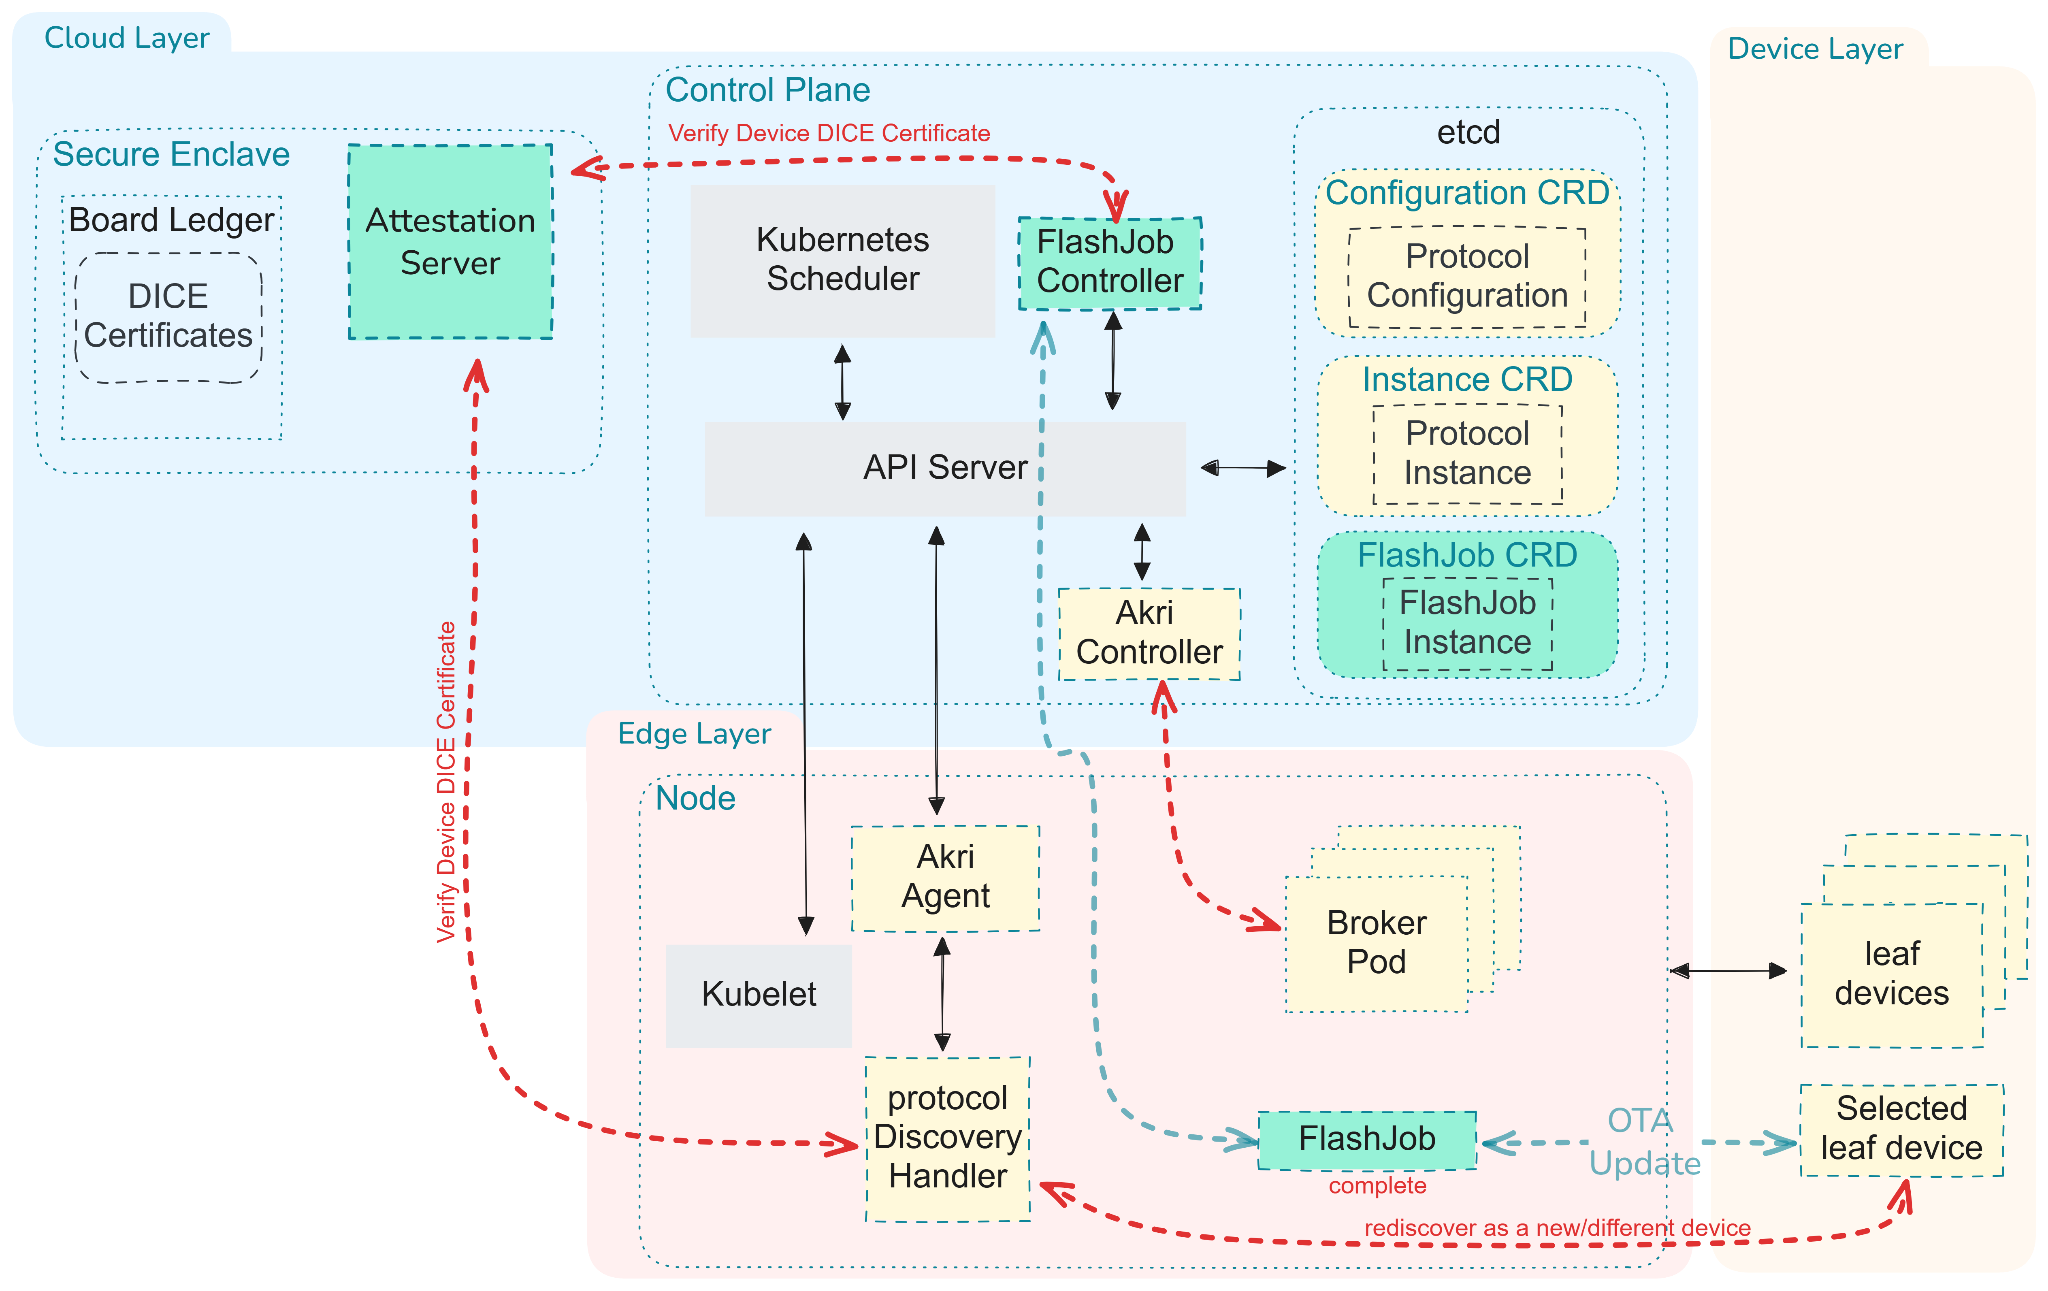 Cloud Layer
Device Layer
Control Plane
Verify Device DICE Certificate
etcd
Secure Enclave
Board Ledger
DICE
Certificates
Attestation
Server
Kubernetes
Scheduler
FlashJob
Controller
Configuration CRD
Protocol
Configuration
Instance CRD
Protocol
Instance
API Server
FlashJob CRD
FlashJob
Instance
Akri
Controller
Verify Device DICE Certificate
Edge Layer
Node
Akri
Agent
Kubelet
Broker
Pod
leaf
devices
protocol
Discovery
Handler
FlashJob
complete
OTA
Update
Selected
leaf device
rediscover as a new/different device